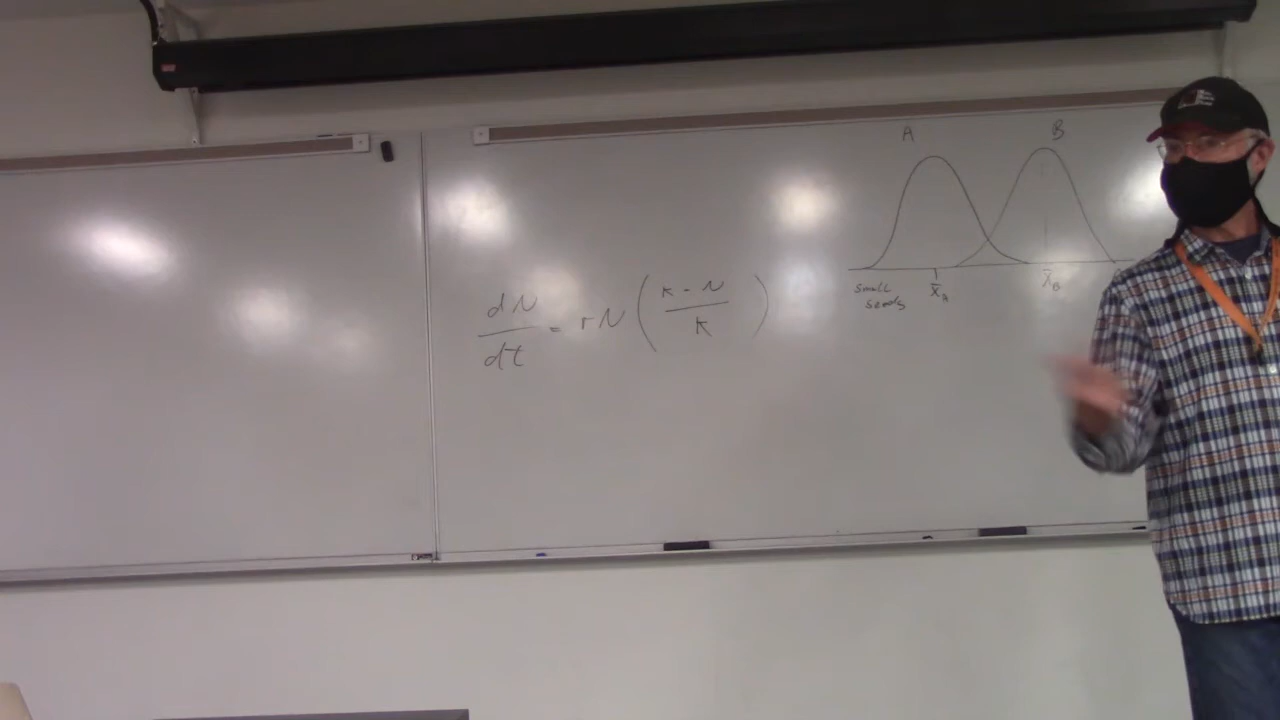 dN/dt = rN ( K - N / K )
A B
small
seeds
X̄A X̄B